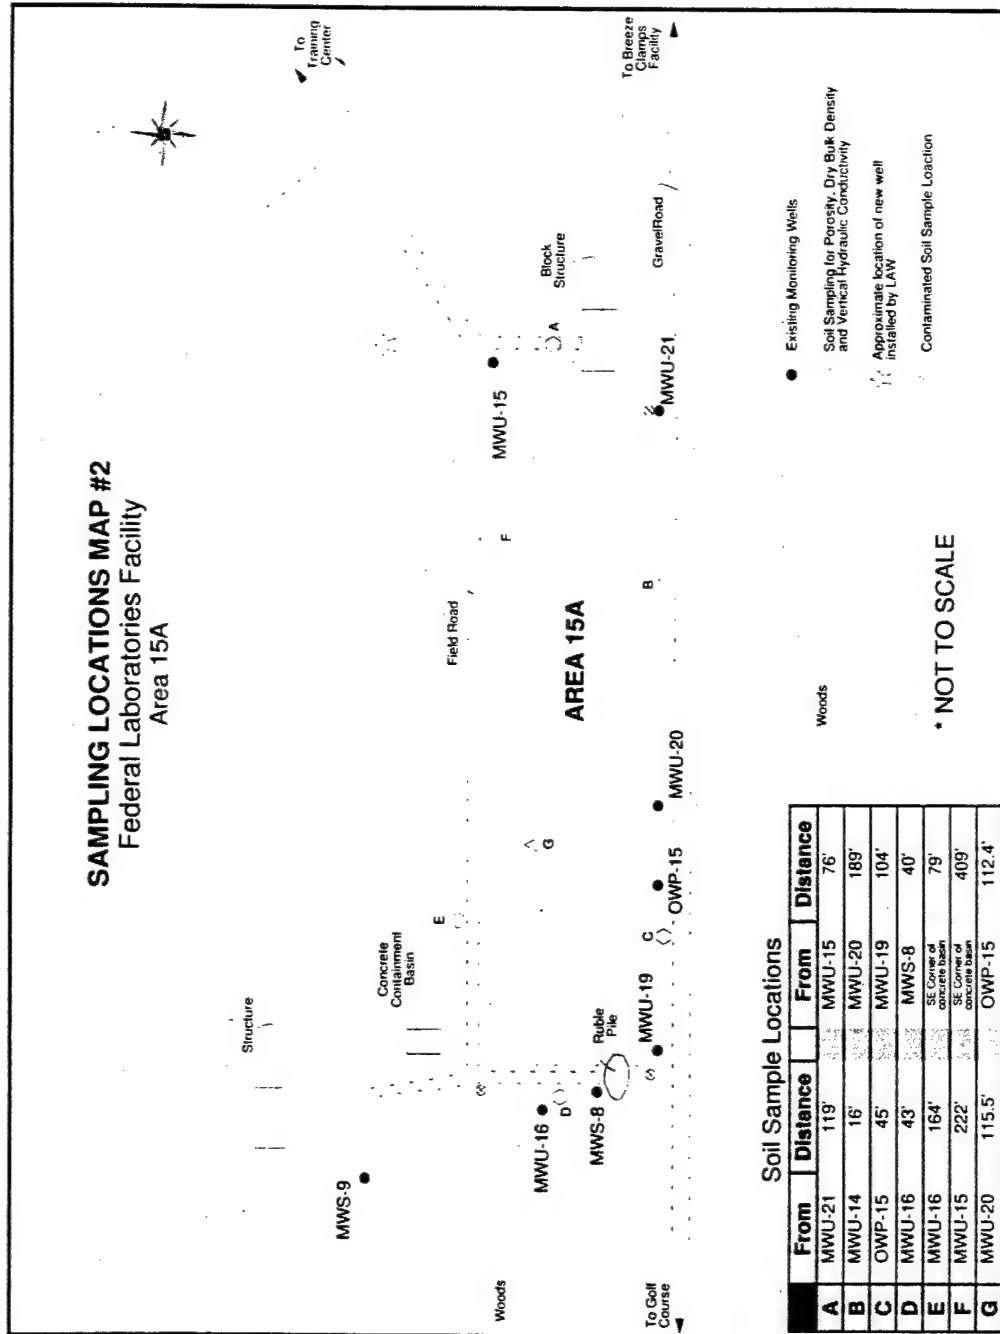 SAMPLING LOCATIONS MAP #2
Federal Laboratories Facility
Area 15A
To
Training
Center
To Breeze
Clamps
Facility
Structure
Concrete
Containment
Basin
MWS-9
E
Field Road
MWU-15
F
A
Block
Structure
GravelRoad
MWU-21
Woods
MWU-16
D
MWS-8
Ruble
Pile
MWU-19
G
AREA 15A
C
OWP-15
MWU-20
B
To Golf
Course
Woods
* NOT TO SCALE
Existing Monitoring Wells
Soil Sampling for Porosity, Dry Bulk Density
and Vertical Hydraulic Conductivity
Approximate location of new well
installed by LAW
Contaminated Soil Sample Loaction
Soil Sample Locations
From Distance From Distance
A MWU-21 119' MWU-15 76'
B MWU-14 16' MWU-20 189'
C OWP-15 45' MWU-19 104'
D MWU-16 43' MWS-8 40'
E MWU-16 164' SE Corner of concrete basin 79'
F MWU-15 222' SE Corner of concrete basin 409'
G MWU-20 115.5' OWP-15 112.4'